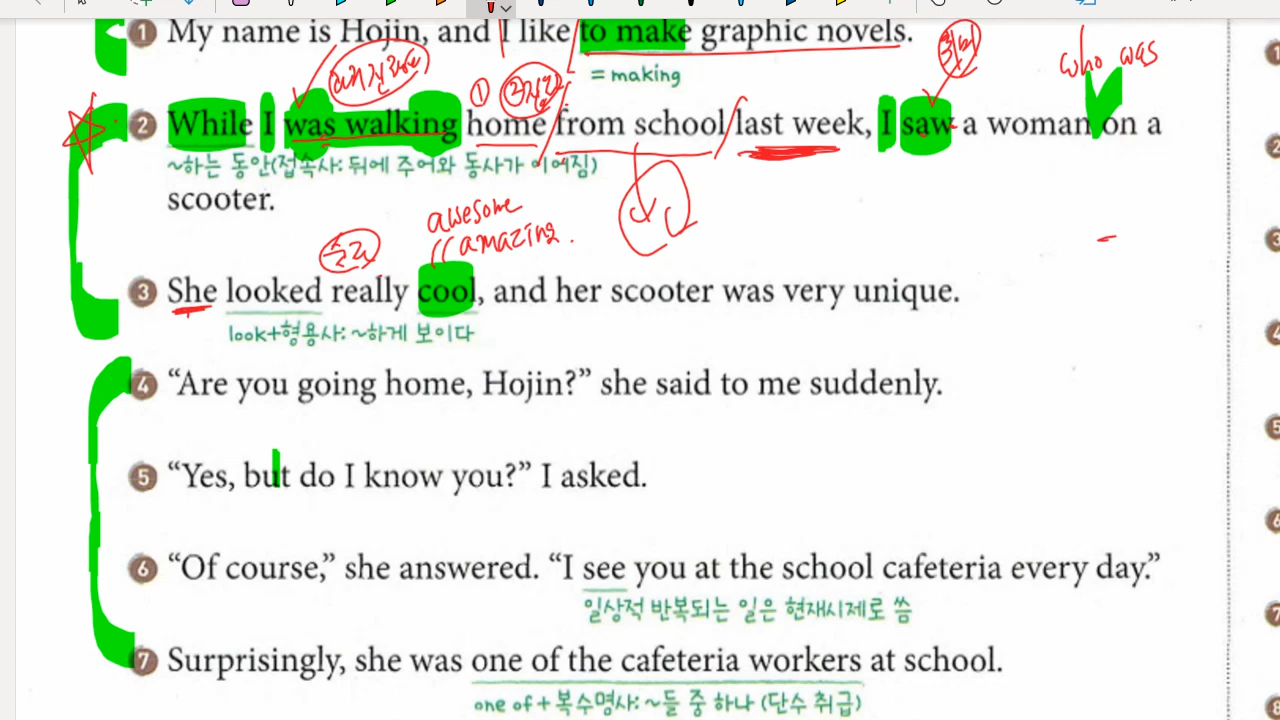 1 My name is Hojin, and I like to make graphic novels.
= making
who was
①
2 While I was walking home from school last week, I saw a woman on a
~하는 동안(접속사: 뒤에 주어와 동사가 이어짐)
scooter.
awesome
amazing.
3 She looked really cool, and her scooter was very unique.
look+형용사: ~하게 보이다
4 “Are you going home, Hojin?” she said to me suddenly.
5 “Yes, but do I know you?” I asked.
6 “Of course,” she answered. “I see you at the school cafeteria every day.”
일상적 반복되는 일은 현재시제로 씀
7 Surprisingly, she was one of the cafeteria workers at school.
one of + 복수명사: ~들 중 하나 (단수 취급)